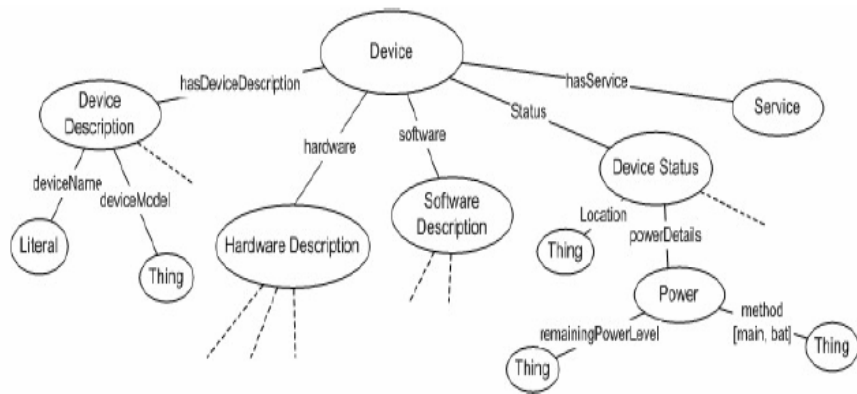 Device
hasDeviceDescription
hasService
Device
Description
Service
Status
software
hardware
Device Status
deviceName
deviceModel
Software
Description
Location
powerDetails
Literal
Hardware Description
Thing
Thing
Power
method
[main, bat]
remainingPowerLevel
Thing
Thing